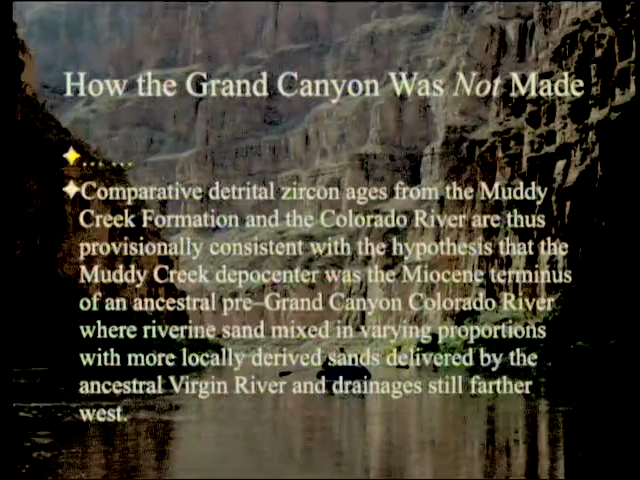 How the Grand Canyon Was Not Made
.......
Comparative detrital zircon ages from the Muddy
Creek Formation and the Colorado River are thus
provisionally consistent with the hypothesis that the
Muddy Creek depocenter was the Miocene terminus
of an ancestral pre–Grand Canyon Colorado River
where riverine sand mixed in varying proportions
with more locally derived sands delivered by the
ancestral Virgin River and drainages still farther
west.